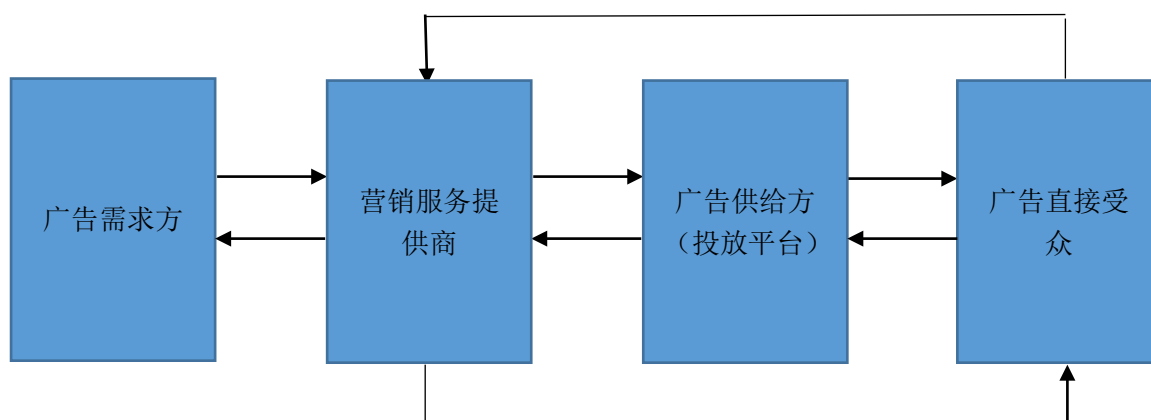 广告需求方
营销服务提
供商
广告供给方
（投放平台）
广告直接受
众